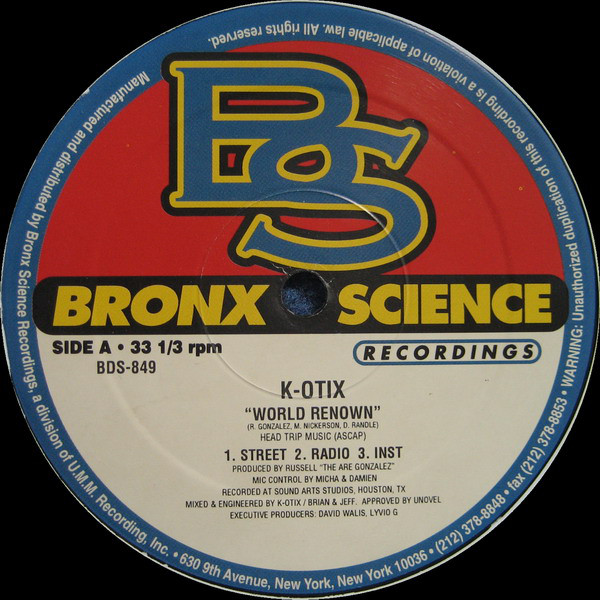 BS
BRONX SCIENCE
RECORDINGS
SIDE A • 33 1/3 rpm
BDS-849
K-OTIX
"WORLD RENOWN"
(R. GONZALEZ, M. NICKERSON, D. RANDLE)
HEAD TRIP MUSIC (ASCAP)
1. STREET 2. RADIO 3. INST
PRODUCED BY RUSSELL "THE ARE GONZALEZ"
MIC CONTROL BY MICHA & DAMIEN
RECORDED AT SOUND ARTS STUDIOS, HOUSTON, TX
MIXED & ENGINEERED BY K-OTIX / BRIAN & JEFF. APPROVED BY UNOVEL
EXECUTIVE PRODUCERS: DAVID WALIS, LYVIO G
Manufactured and distributed by Bronx Science Recordings, a division of U.M.M. Recording, Inc. • 630 9th Avenue, New York, New York 10036 • (212) 378-8848 • fax (212) 378-8853 • WARNING: Unauthorized duplication of this recording is a violation of applicable law. All rights reserved.